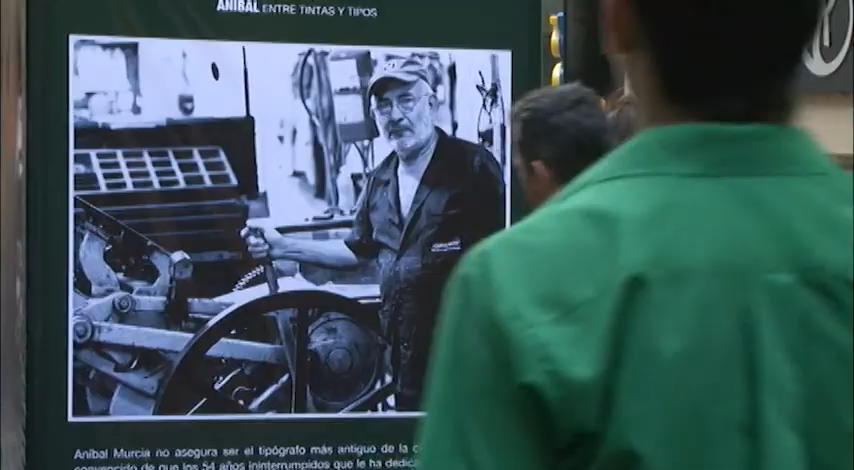 ANÍBAL ENTRE TINTAS Y TIPOS
Aníbal Murcia no asegura ser el tipógrafo más antiguo de la
convencido de que los 54 años ininterrumpidos que le ha